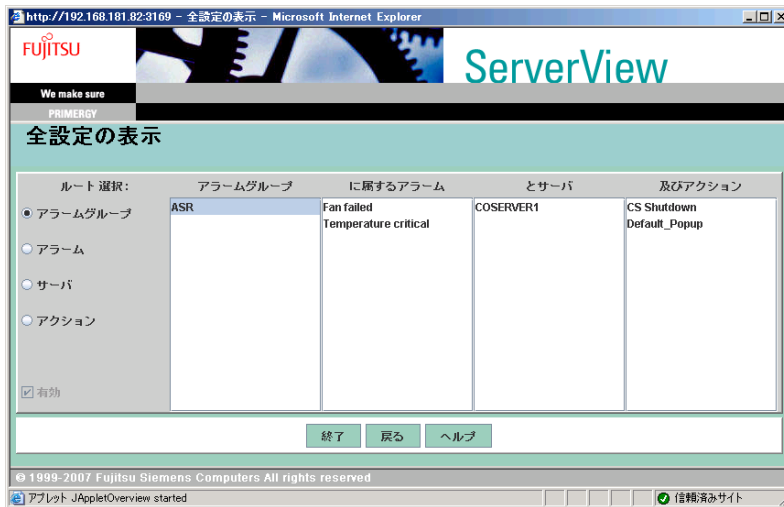 http://192.168.181.82:3169 - 全設定の表示 - Microsoft Internet Explorer
FUJITSU
ServerView
We make sure
PRIMERGY
全設定の表示
ルート選択: アラームグループ に属するアラーム とサーバ 及びアクション
アラームグループ ASR Fan failed COSERVER1 CS Shutdown
Temperature critical Default_Popup
アラーム
サーバ
アクション
有効
終了 戻る ヘルプ
© 1999-2007 Fujitsu Siemens Computers All rights reserved
アプレット JAppletOverview started 信頼済みサイト